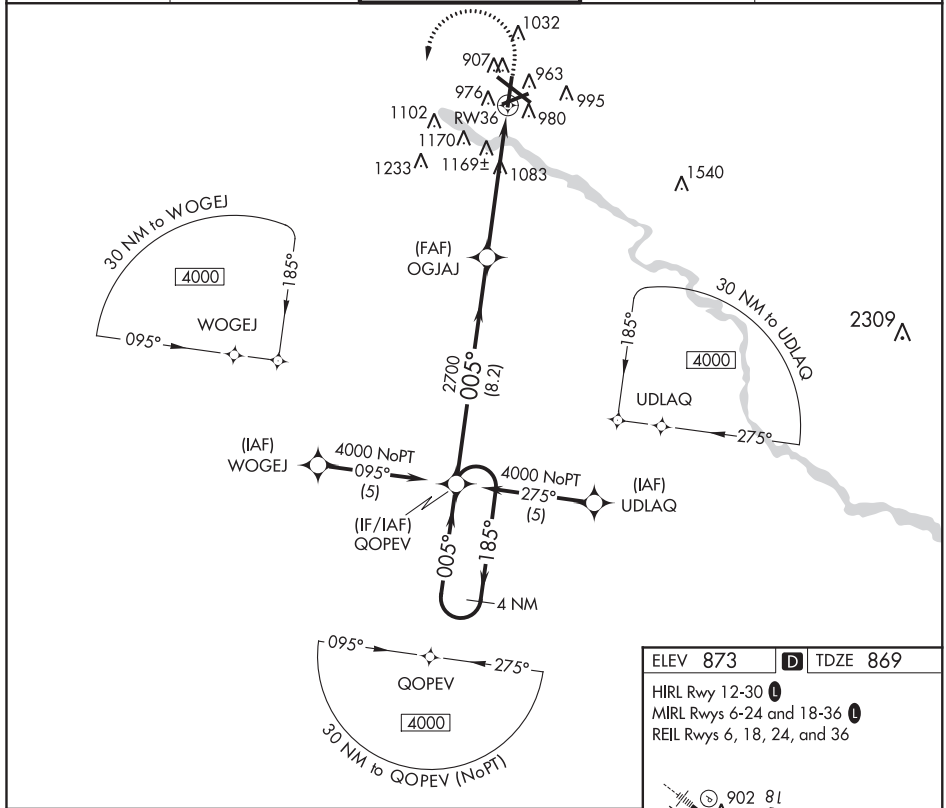 1032
907
963
976
995
RW36
980
1102
1170
1233
1169±
1083
1540
30 NM to WOGEJ
4000
185°
WOGEJ
095°
(FAF)
OGJAJ
30 NM to UDLAQ
2309
185°
4000
UDLAQ
275°
2700
005°
(8.2)
(IAF)
WOGEJ
4000 NoPT
095°
(5)
4000 NoPT
275°
(5)
(IAF)
UDLAQ
(IF/IAF)
QOPEV
005°
185°
4 NM
095°
275°
QOPEV
4000
30 NM to QOPEV (NoPT)
ELEV 873 D TDZE 869
HIRL Rwy 12-30 L
MIRL Rwys 6-24 and 18-36 L
REIL Rwys 6, 18, 24, and 36
902
18